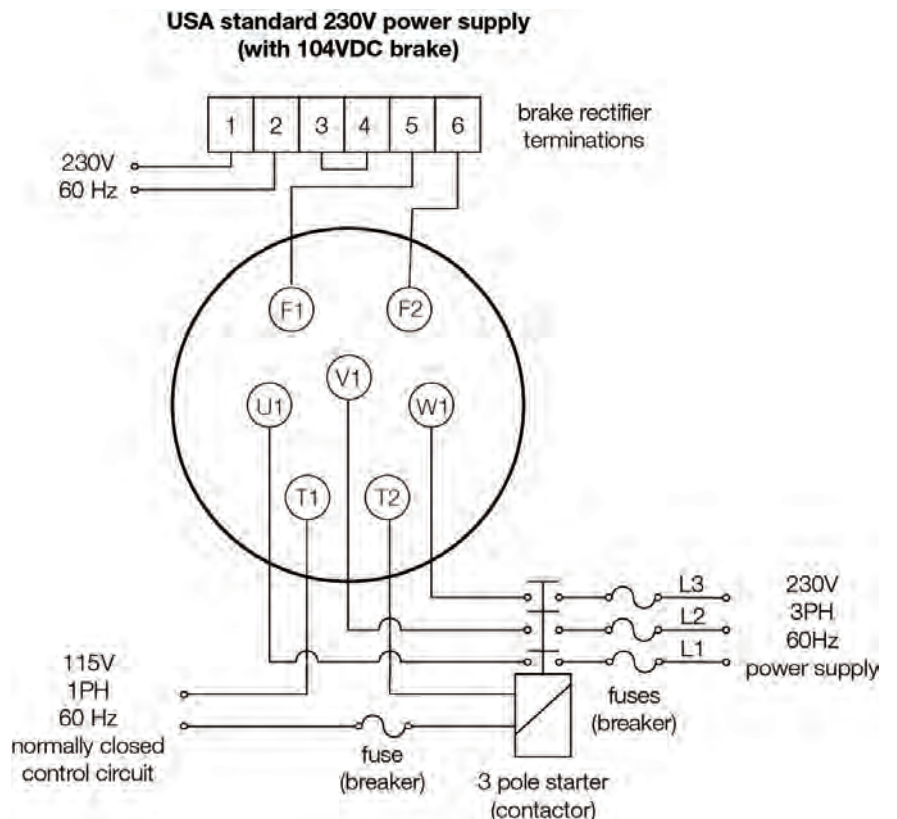 USA standard 230V power supply
(with 104VDC brake)
1 2 3 4 5 6
brake rectifier
terminations
230V
60 Hz
F1 F2
V1
U1 W1
T1 T2
L3
L2
L1
230V
3PH
60Hz
power supply
115V
1PH
60 Hz
normally closed
control circuit
fuse
(breaker)
fuses
(breaker)
3 pole starter
(contactor)